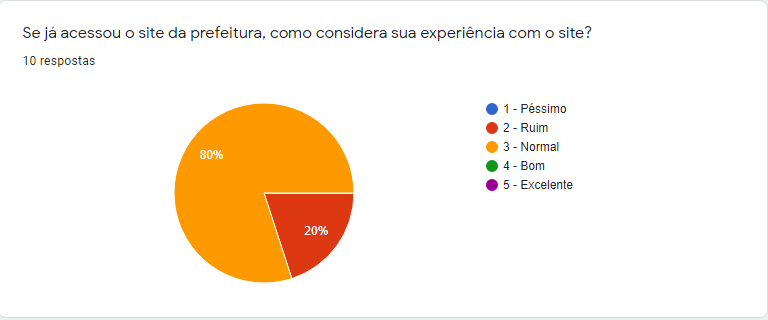 Se já acessou o site da prefeitura, como considera sua experiência com o site?
10 respostas
80%
20%
1 - Péssimo
2 - Ruim
3 - Normal
4 - Bom
5 - Excelente